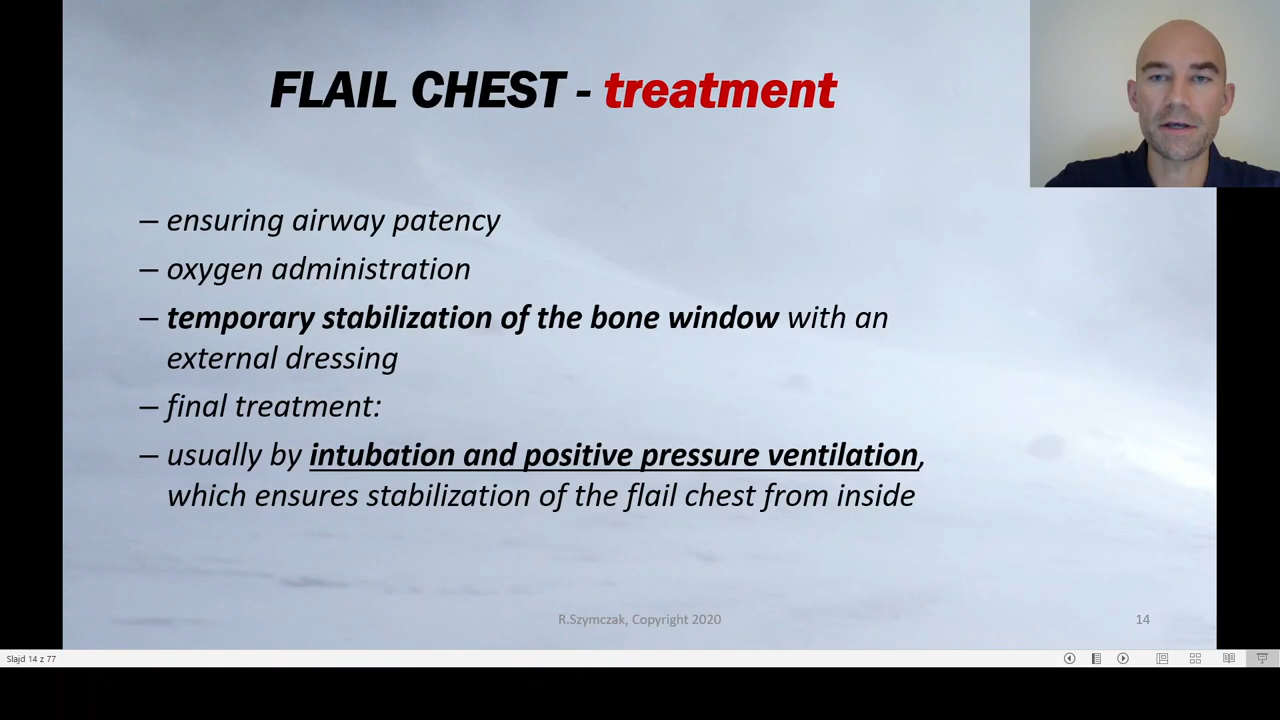 FLAIL CHEST - treatment
– ensuring airway patency
– oxygen administration
– temporary stabilization of the bone window with an
external dressing
– final treatment:
– usually by intubation and positive pressure ventilation,
which ensures stabilization of the flail chest from inside
R.Szymczak, Copyright 2020
14
Slajd 14 z 77